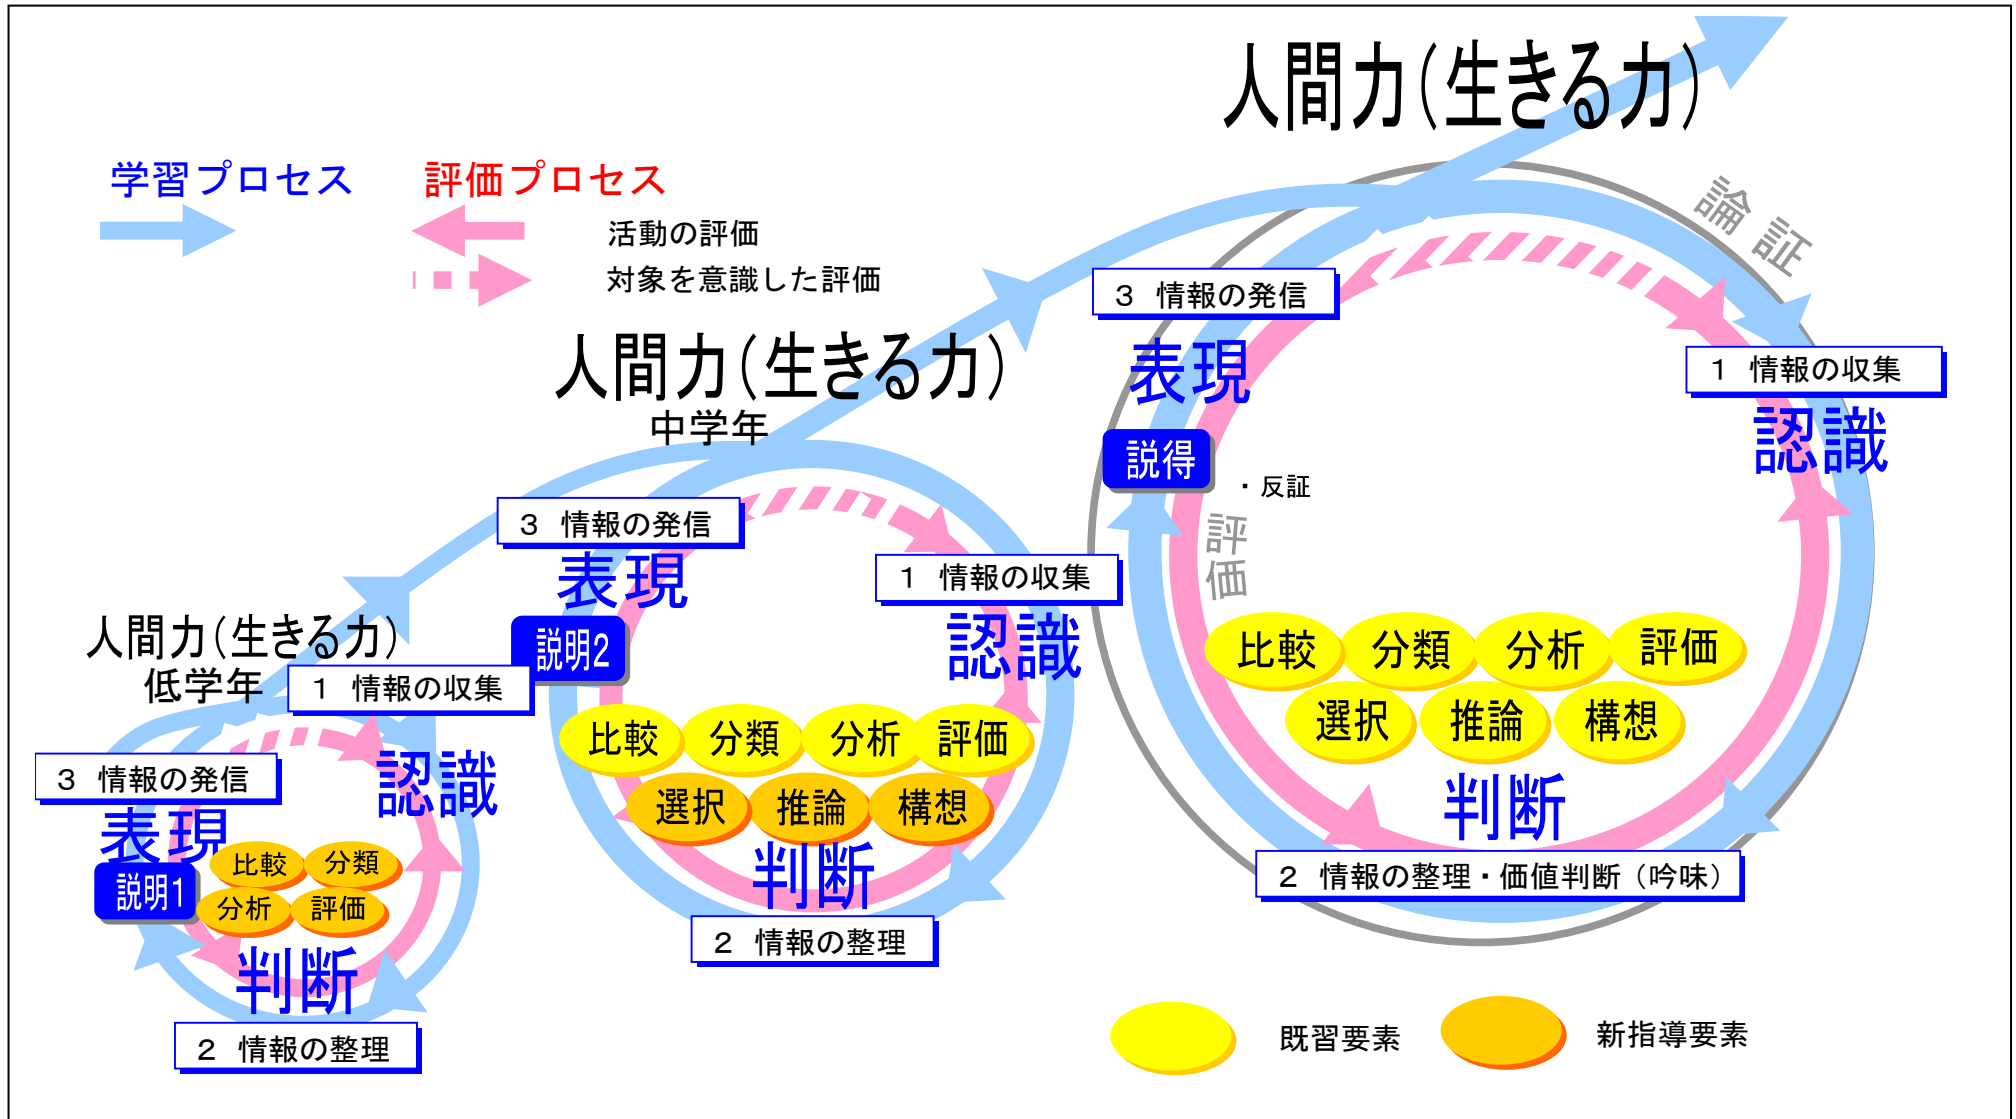 人間力(生きる力)
学習プロセス
評価プロセス
活動の評価
対象を意識した評価
論証
3 情報の発信
表現
説得
・反証
評価
1 情報の収集
認識
比較 分類 分析 評価
選択 推論 構想
判断
2 情報の整理・価値判断(吟味)
人間力(生きる力)
中学年
3 情報の発信
表現
説明2
1 情報の収集
認識
比較 分類 分析 評価
選択 推論 構想
判断
2 情報の整理
人間力(生きる力)
低学年
1 情報の収集
認識
3 情報の発信
表現
説明1
比較 分類
分析 評価
判断
2 情報の整理
既習要素
新指導要素